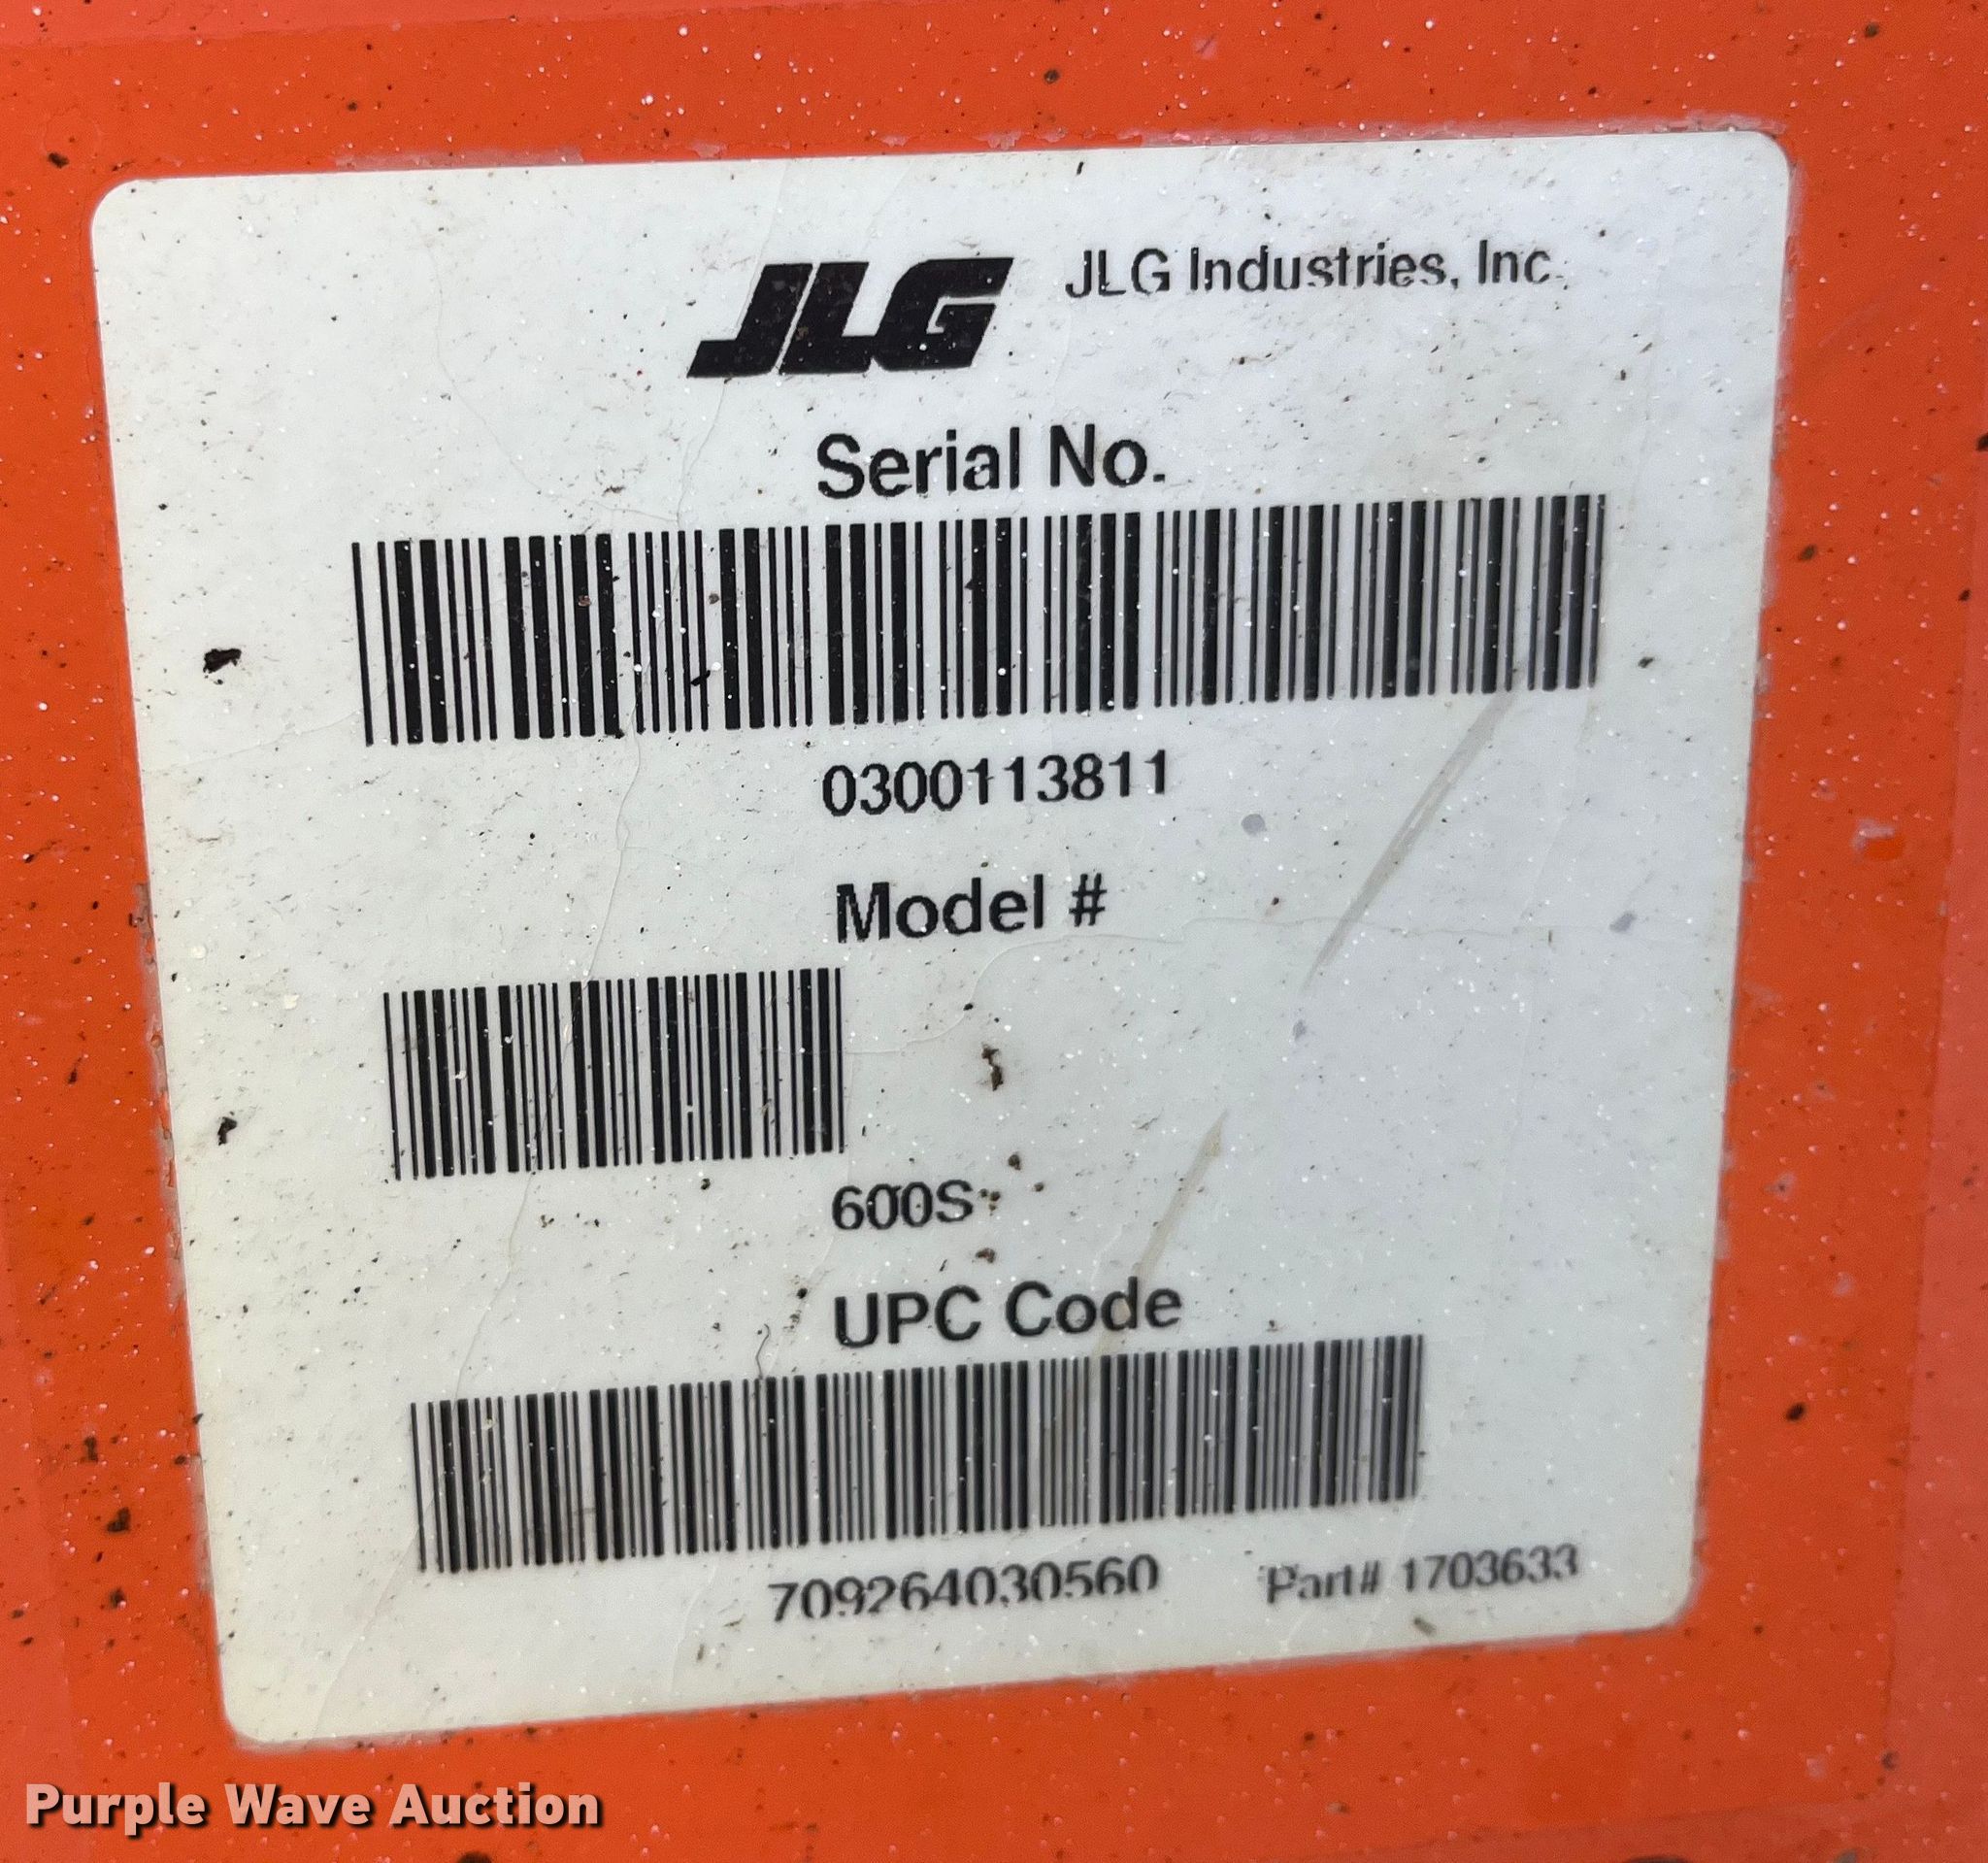 JLG JLG Industries, Inc.
Serial No.
0300113811
Model #
600S
UPC Code
709264030560 Part# 1703633
Purple Wave Auction